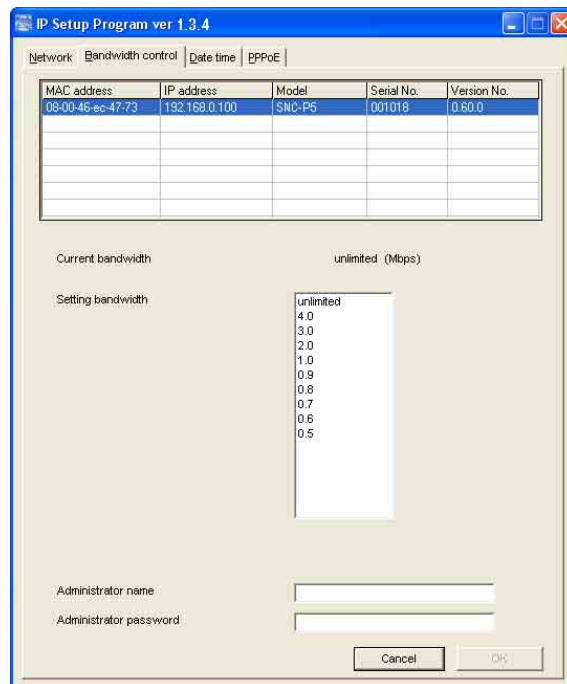 IP Setup Program ver 1.3.4
Network Bandwidth control Date time PPPoE
MAC address IP address Model Serial No. Version No.
08-00-46-ec-47-73 192.168.0.100 SNC-P5 001018 0.60.0
Current bandwidth unlimited (Mbps)
Setting bandwidth unlimited
4.0
3.0
2.0
1.0
0.9
0.8
0.7
0.6
0.5
Administrator name
Administrator password
Cancel OK